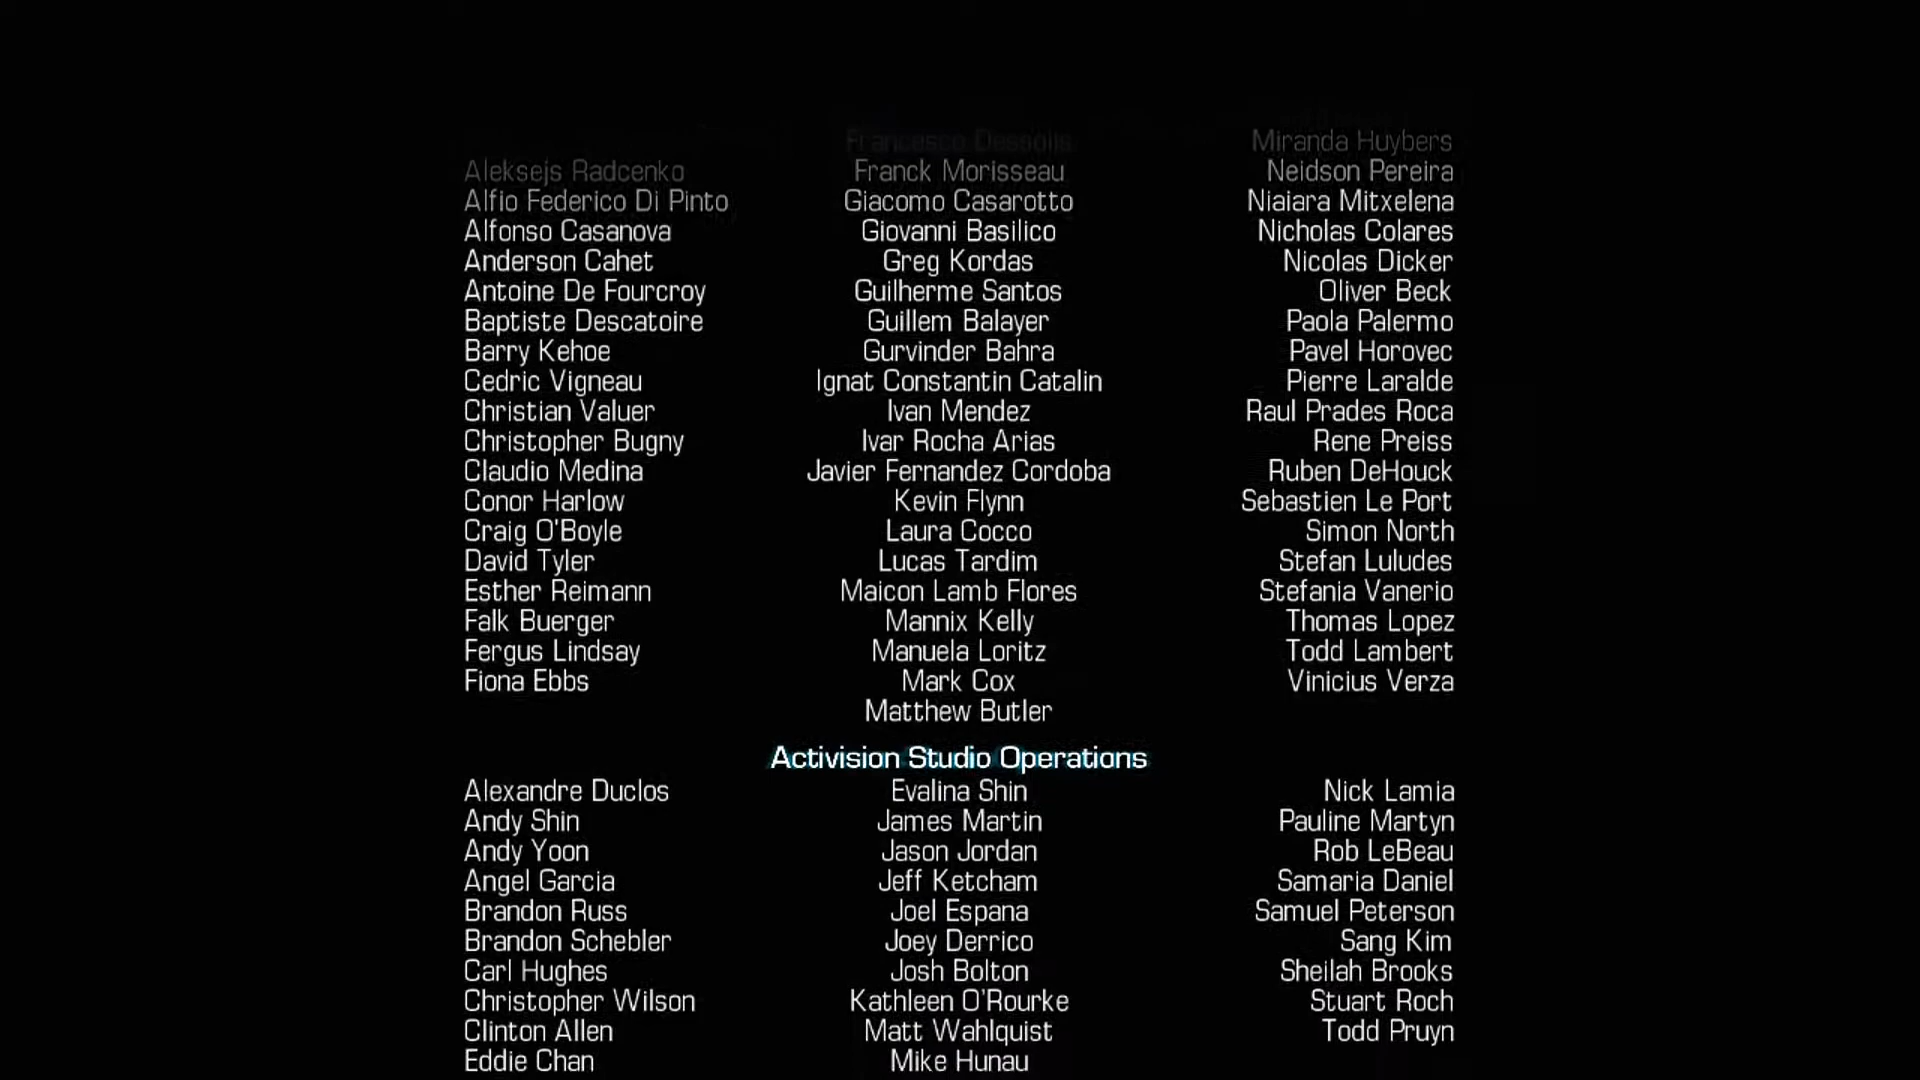 Francesco Dessolis Miranda Huybers
Aleksejs Radcenko Franck Morisseau Neidson Pereira
Alfio Federico Di Pinto Giacomo Casarotto Niaiara Mitxelena
Alfonso Casanova Giovanni Basilico Nicholas Colares
Anderson Cahet Greg Kordas Nicolas Dicker
Antoine De Fourcroy Guilherme Santos Oliver Beck
Baptiste Descatoire Guillem Balayer Paola Palermo
Barry Kehoe Gurvinder Bahra Pavel Horovec
Cedric Vigneau Ignat Constantin Catalin Pierre Laralde
Christian Valuer Ivan Mendez Raul Prades Roca
Christopher Bugny Ivar Rocha Arias Rene Preiss
Claudio Medina Javier Fernandez Cordoba Ruben DeHouck
Conor Harlow Kevin Flynn Sebastien Le Port
Craig O'Boyle Laura Cocco Simon North
David Tyler Lucas Tardim Stefan Luludes
Esther Reimann Maicon Lamb Flores Stefania Vanerio
Falk Buerger Mannix Kelly Thomas Lopez
Fergus Lindsay Manuela Loritz Todd Lambert
Fiona Ebbs Mark Cox Vinicius Verza
Matthew Butler
Activision Studio Operations
Alexandre Duclos Evalina Shin Nick Lamia
Andy Shin James Martin Pauline Martyn
Andy Yoon Jason Jordan Rob LeBeau
Angel Garcia Jeff Ketcham Samaria Daniel
Brandon Russ Joel Espana Samuel Peterson
Brandon Schebler Joey Derrico Sang Kim
Carl Hughes Josh Bolton Sheilah Brooks
Christopher Wilson Kathleen O'Rourke Stuart Roch
Clinton Allen Matt Wahlquist Todd Pruyn
Eddie Chan Mike Hunau